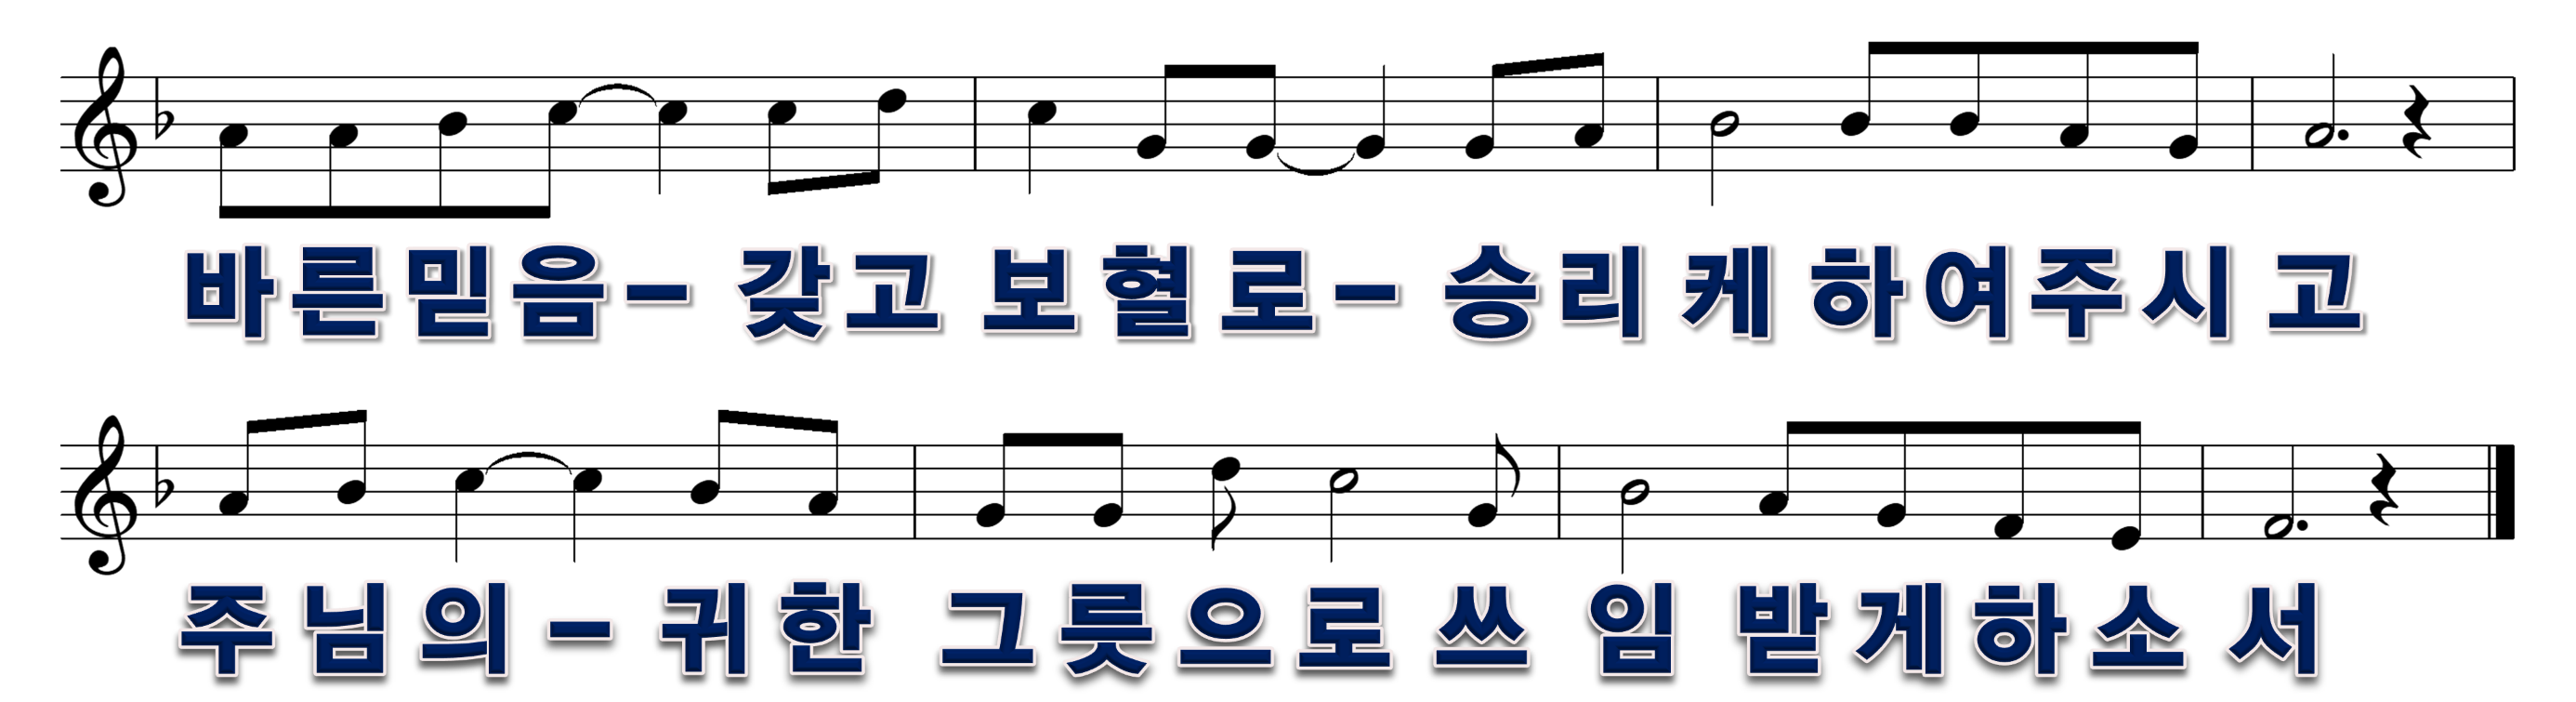 바른믿음- 갖고 보혈로- 승리케 하여주시고
주님의- 귀한 그릇으로 쓰임 받게하소서